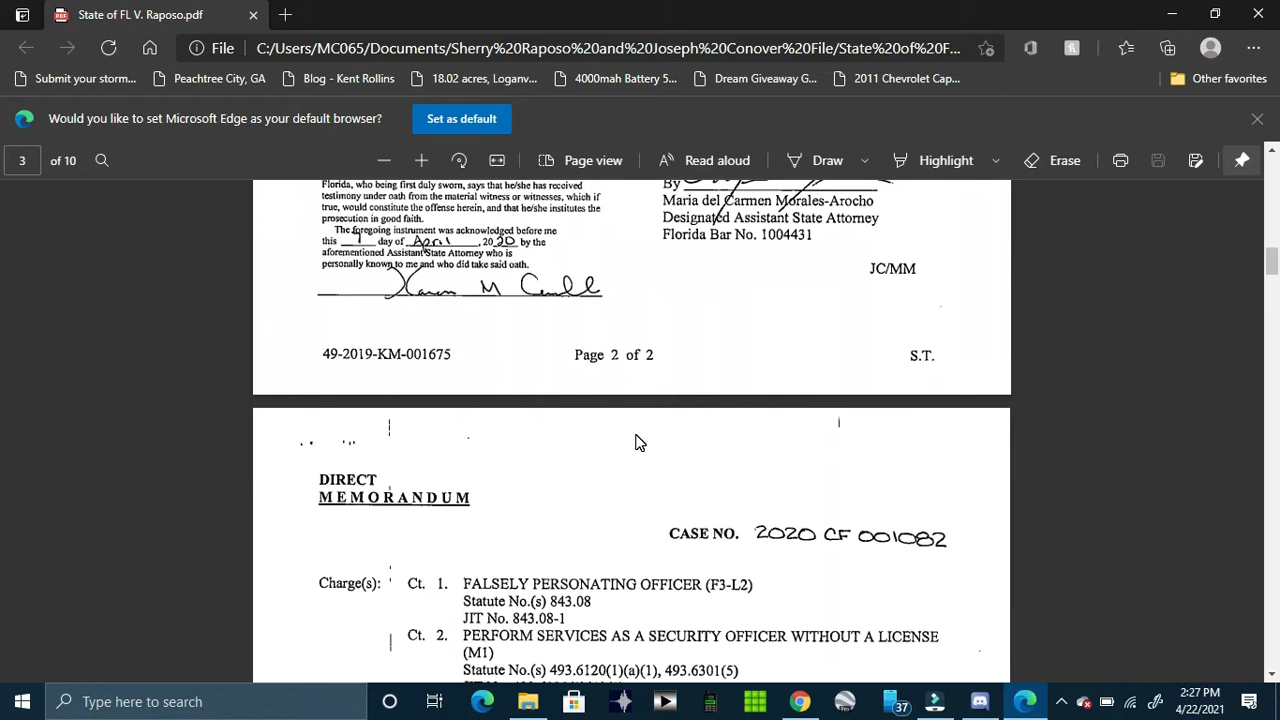 State of FL V. Raropo.pdf
File
C:/Users/MC065/Documents/Sherry%20Raposo%20and%20Joseph%20Conover%20File/State%20of%20F...
Submit your storm...
Peachtree City, GA
Blog - Kent Rollins
18.02 acres, Loganv...
4000mah Battery 5...
Dream Giveaway G...
2011 Chevrolet Cap...
Other favorites
Would you like to set Microsoft Edge as your default browser?
Set as default
3 of 10
Page view
Read aloud
Draw
Highlight
Erase
Florida, who being first duly sworn, says that he/she has received
testimony under oath from the material witness or witnesses, which if
true, would constitute the offense herein, and that he/she institutes the
prosecution in good faith.
The foregoing instrument was acknowledged before me
this 9 day of April, 2020 by the
aforementioned Assistant State Attorney who is
personally known to me and who did take said oath.
Karen M
By
Maria del Carmen Morales-Arocho
Designated Assistant State Attorney
Florida Bar No. 1004431
JC/MM
49-2019-KM-001675
Page 2 of 2
S.T.
DIRECT
MEMORANDUM
CASE NO. 2020 CF 001082
Charge(s): Ct. 1. FALSELY PERSONATING OFFICER (F3-L2)
Statute No.(s) 843.08
JIT No. 843.08-1
Ct. 2. PERFORM SERVICES AS A SECURITY OFFICER WITHOUT A LICENSE
(M1)
Statute No.(s) 493.6120(1)(a)(1), 493.6301(5)
Type here to search
37
2:27 PM
4/22/2021